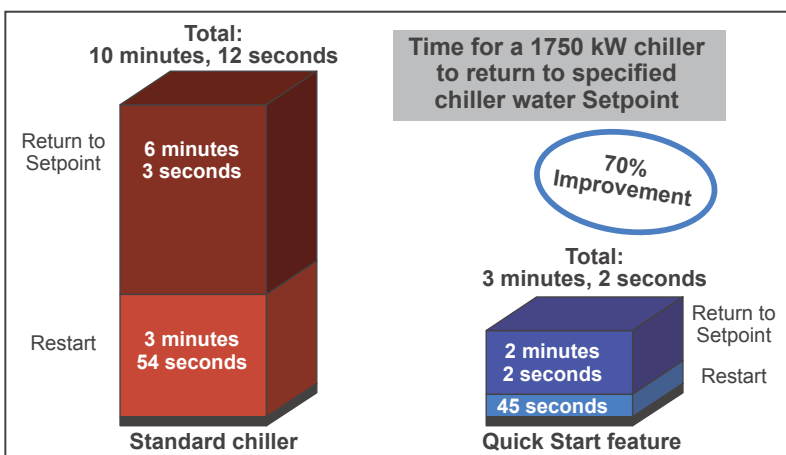 Total:
10 minutes, 12 seconds
Time for a 1750 kW chiller
to return to specified
chiller water Setpoint
Return to
Setpoint
6 minutes
3 seconds
70%
Improvement
Total:
3 minutes, 2 seconds
Restart
3 minutes
54 seconds
2 minutes
2 seconds
Return to
Setpoint
45 seconds
Restart
Standard chiller
Quick Start feature